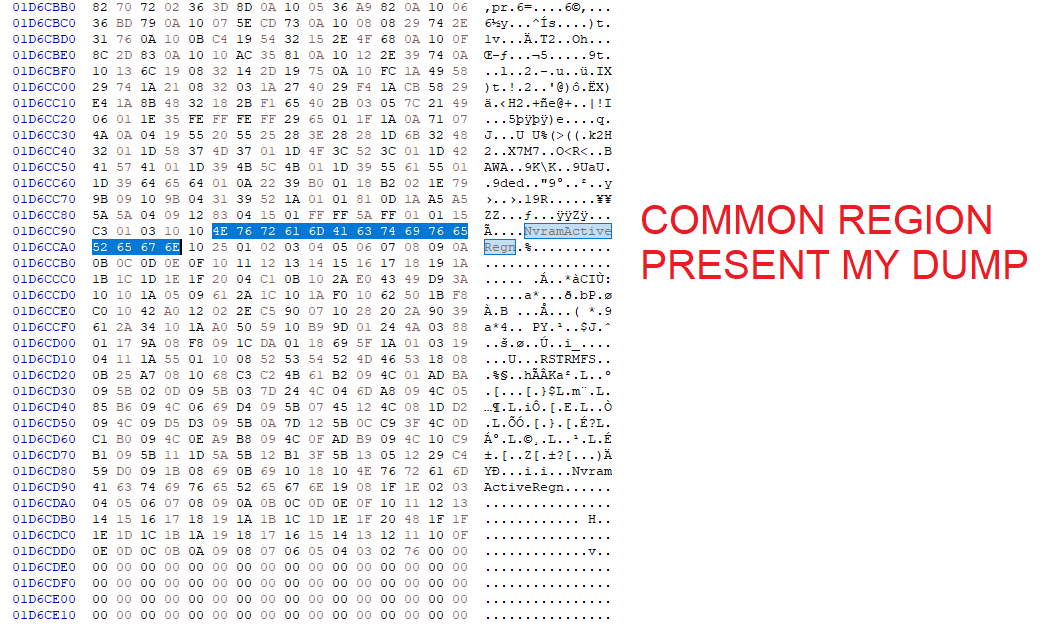 01D6CBB0 82 70 72 02 36 3D 8D 0A 10 05 36 A9 82 0A 10 06 ‚pr.6=....6©‚...
01D6CBC0 36 BD 79 0A 10 07 5E CD 73 0A 10 08 08 29 74 2E 6½y...^Ís....)t.
01D6CBD0 31 76 0A 10 0B C4 19 54 32 15 2E 4F 68 0A 10 0F 1v...Ä.T2..Oh...
01D6CBE0 8C 2D 83 0A 10 10 AC 35 81 0A 10 12 2E 39 74 0A Œ-ƒ...¬5.....9t.
01D6CBF0 10 13 6C 19 08 32 14 2D 19 75 0A 10 FC 1A 49 58 ..l..2.-.u..ü.IX
01D6CC00 29 74 1A 21 08 32 03 1A 27 40 29 F4 1A CB 58 29 )t.!.2..'@)ô.ËX)
01D6CC10 E4 1A 8B 48 32 18 2B F1 65 40 2B 03 05 7C 21 49 ä.‹H2.+ñe@+..|!I
01D6CC20 06 01 1E 35 FE FF FE FF 29 65 01 1F 1A 0A 71 07 ...5þÿþÿ)e....q.
01D6CC30 4A 0A 04 19 55 20 55 25 28 3E 28 28 1D 6B 32 48 J...U U%(>((.k2H
01D6CC40 32 01 1D 58 37 4D 37 01 1D 4F 3C 52 3C 01 1D 42 2..X7M7..O<R<..B
01D6CC50 41 57 41 01 1D 39 4B 5C 4B 01 1D 39 55 61 55 01 AWA..9K\K..9UaU.
01D6CC60 1D 39 64 65 64 01 0A 22 39 B0 01 18 B2 02 1E 79 .9ded.."9°..²..y
01D6CC70 9B 09 10 9B 04 31 39 52 1A 01 01 81 0D 1A A5 A5 ›..›.19R......¥¥
01D6CC80 5A 5A 04 09 12 83 04 15 01 FF FF 5A FF 01 01 15 ZZ...ƒ...ÿÿZÿ...
01D6CC90 C3 01 03 10 10 4E 76 72 61 6D 41 63 74 69 76 65 Ã....NvramActive
01D6CCA0 52 65 67 6E 10 25 01 02 03 04 05 06 07 08 09 0A Regn.%..........
01D6CCB0 0B 0C 0D 0E 0F 10 11 12 13 14 15 16 17 18 19 1A ................
01D6CCC0 1B 1C 1D 1E 1F 20 04 C1 0B 10 2A E0 43 49 D9 3A ..... .Á..*àCIÙ:
01D6CCD0 10 10 1A 05 09 61 2A 1C 10 1A F0 10 62 50 1B F8 .....a*...ð.bP.ø
01D6CCE0 C0 10 42 A0 12 02 2E C5 90 07 10 28 20 2A 90 39 À.B ...Å...( *.9
01D6CCF0 61 2A 34 10 1A A0 50 59 10 B9 9D 01 24 4A 03 88 a*4.. PY.¹..$J.ˆ
01D6CD00 01 17 9A 08 F8 09 1C DA 01 18 69 5F 1A 01 03 19 ..š.ø..Ú..i_....
01D6CD10 04 11 1A 55 01 10 08 52 53 54 52 4D 46 53 18 08 ...U...RSTRMFS..
01D6CD20 0B 25 A7 08 10 68 C3 C2 4B 61 B2 09 4C 01 AD BA .%§..hÃÂKa².L..º
01D6CD30 09 5B 02 0D 09 5B 03 7D 24 4C 04 6D A8 09 4C 05 .[...[.}$L.m¨.L.
01D6CD40 85 B6 09 4C 06 69 D4 09 5B 07 45 12 4C 08 1D D2 …¶.L.iÔ.[.E.L..Ò
01D6CD50 09 4C 09 D5 D3 09 5B 0A 7D 12 5B 0C C9 3F 4C 0D .L.ÕÓ.[.}.[.É?L.
01D6CD60 C1 B0 09 4C 0E A9 B8 09 4C 0F AD B9 09 4C 10 C9 Á°.L.©¸.L..¹.L.É
01D6CD70 B1 09 5B 11 1D 5A 5B 12 B1 3F 5B 13 05 12 29 C4 ±.[..Z[.±?[...)Ä
01D6CD80 59 D0 09 1B 08 69 0B 69 10 18 10 4E 76 72 61 6D YÐ...i.i...Nvram
01D6CD90 41 63 74 69 76 65 52 65 67 6E 19 08 1F 1E 02 03 ActiveRegn......
01D6CDA0 04 05 06 07 08 09 0A 0B 0C 0D 0E 0F 10 11 12 13 ................
01D6CDB0 14 15 16 17 18 19 1A 1B 1C 1D 1E 1F 20 48 1F 1F ............ H..
01D6CDC0 1E 1D 1C 1B 1A 19 18 17 16 15 14 13 12 11 10 0F ................
01D6CDD0 0E 0D 0C 0B 0A 09 08 07 06 05 04 03 02 76 00 00 .............v..
01D6CDE0 00 00 00 00 00 00 00 00 00 00 00 00 00 00 00 00 ................
01D6CDF0 00 00 00 00 00 00 00 00 00 00 00 00 00 00 00 00 ................
01D6CE00 00 00 00 00 00 00 00 00 00 00 00 00 00 00 00 00 ................
01D6CE10 00 00 00 00 00 00 00 00 00 00 00 00 00 00 00 00 ................
COMMON REGION
PRESENT MY DUMP